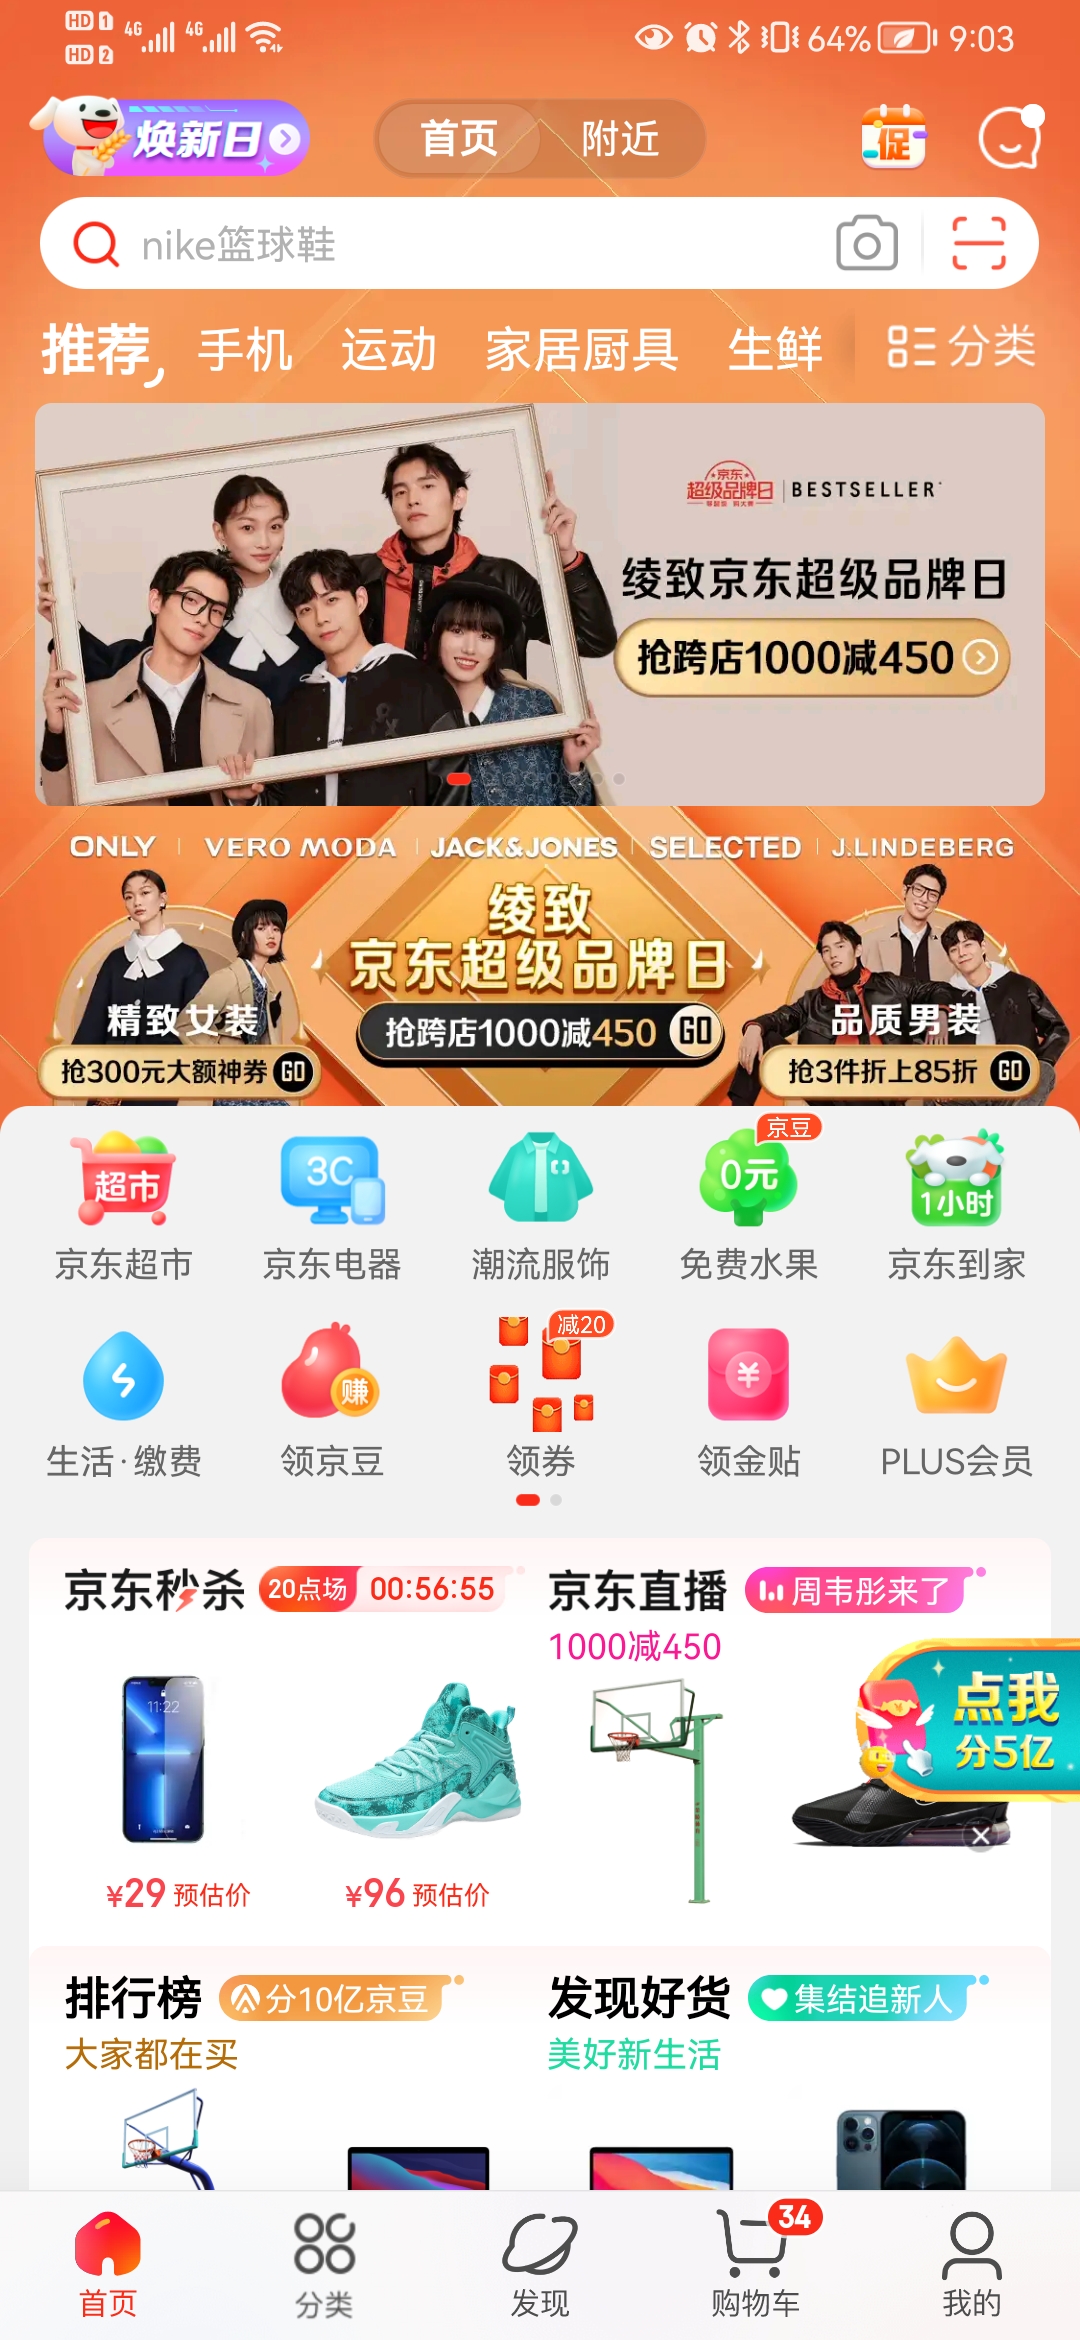 HD 1 4G 4G 64% 9:03
HD 2
焕新日 首页 附近 促
nike篮球鞋
推荐 手机 运动 家居厨具 生鲜 分类
京东
超级品牌日 BESTSELLER
绫致京东超级品牌日
抢跨店1000减450
ONLY VERO MODA JACK&JONES SELECTED J.LINDEBERG
绫致
京东超级品牌日
精致女装 抢跨店1000减450 GO 品质男装
抢300元大额神券 GO 抢3件折上85折 GO
超市 3C 京豆 0元 1小时
京东超市 京东电器 潮流服饰 免费水果 京东到家
赚 减20 ¥
生活·缴费 领京豆 领券 领金贴 PLUS会员
京东秒杀 20点场 00:56:55 京东直播 周韦彤来了
1000减450
点我
分5亿
11:22
¥29 预估价 ¥96 预估价
排行榜 分10亿京豆 发现好货 集结追新人
大家都在买 美好新生活
34
首页 分类 发现 购物车 我的